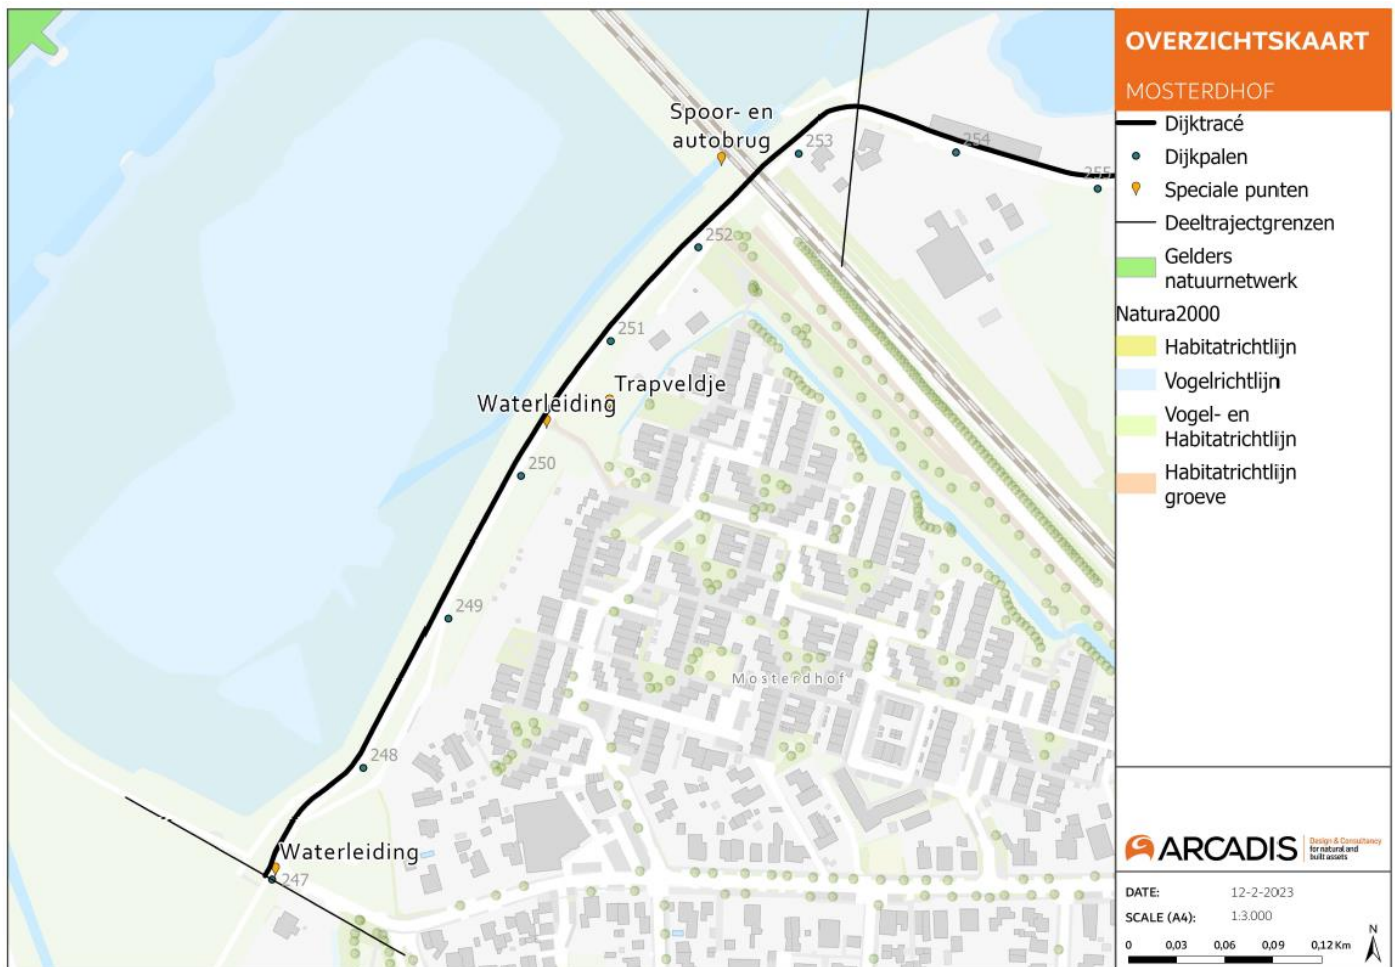 OVERZICHTSKAART
MOSTERDHOF
Dijktracé
Dijkpalen
Speciale punten
Deeltrajectgrenzen
Gelders
natuurnetwerk
Natura2000
Habitatrichtlijn
Vogelrichtlijn
Vogel- en
Habitatrichtlijn
Habitatrichtlijn
groeve
Spoor- en
autobrug
253
254
255
252
251
Trapveldje
Waterleiding
250
249
Mosterdhof
248
Waterleiding
247
ARCADIS
Design & Consultancy
for natural and
built assets
DATE: 12-2-2023
SCALE (A4): 1:3.000
N
0 0,03 0,06 0,09 0,12 Km